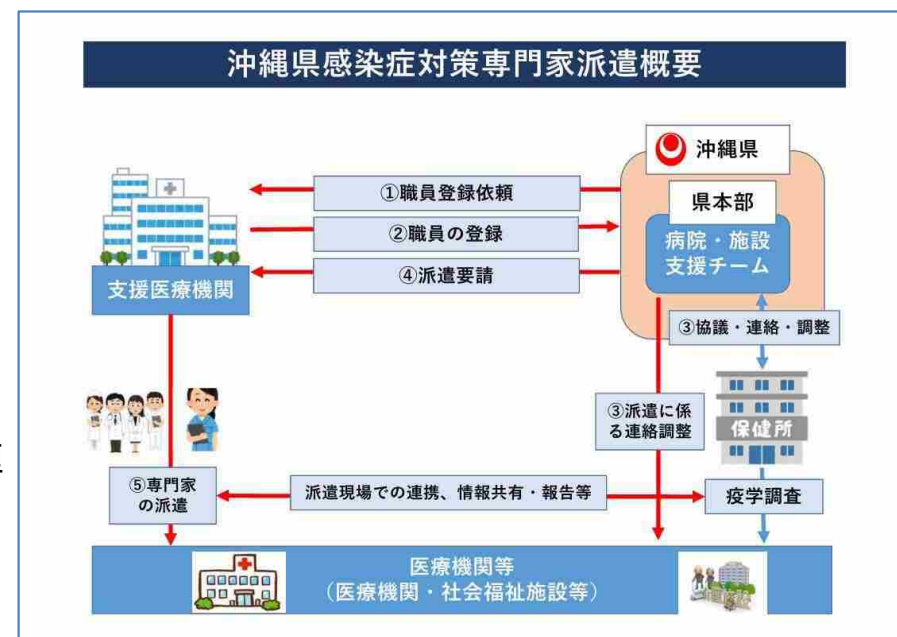 沖縄県感染症対策専門家派遣概要
沖縄県
県本部
病院・施設
支援チーム
①職員登録依頼
②職員の登録
④派遣要請
支援医療機関
③協議・連絡・調整
保健所
③派遣に係
る連絡調整
⑤専門家
の派遣
派遣現場での連携、情報共有・報告等
疫学調査
医療機関等
（医療機関・社会福祉施設等）